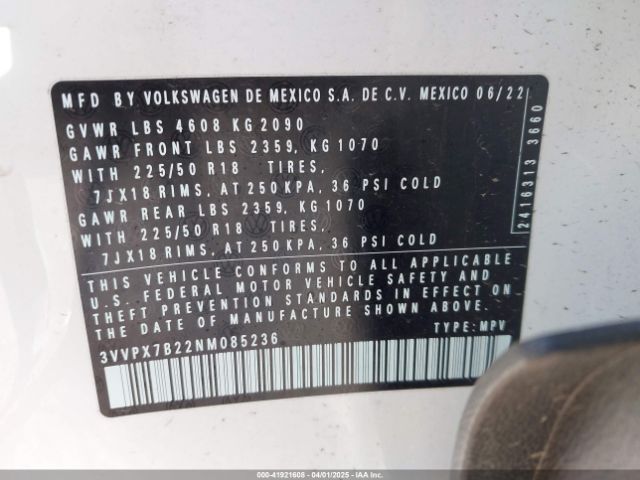 MFD BY VOLKSWAGEN DE MEXICO S.A. DE C.V. MEXICO 06/22
GVWR LBS 4608 KG 2090
GAWR FRONT LBS 2359, KG 1070
WITH 225/50 R18 TIRES,
7JX18 RIMS, AT 250 KPA, 36 PSI COLD
GAWR REAR LBS 2359, KG 1070
WITH 225/50 R18 TIRES,
7JX18 RIMS, AT 250 KPA, 36 PSI COLD
THIS VEHICLE CONFORMS TO ALL APPLICABLE
U.S. FEDERAL MOTOR VEHICLE SAFETY AND
THEFT PREVENTION STANDARDS IN EFFECT ON
THE DATE OF MANUFACTURE SHOWN ABOVE.
3VVPX7B22NM085236 TYPE: MPV
2416313 3660
000-41921608 04/01/2025 IAAI.COM